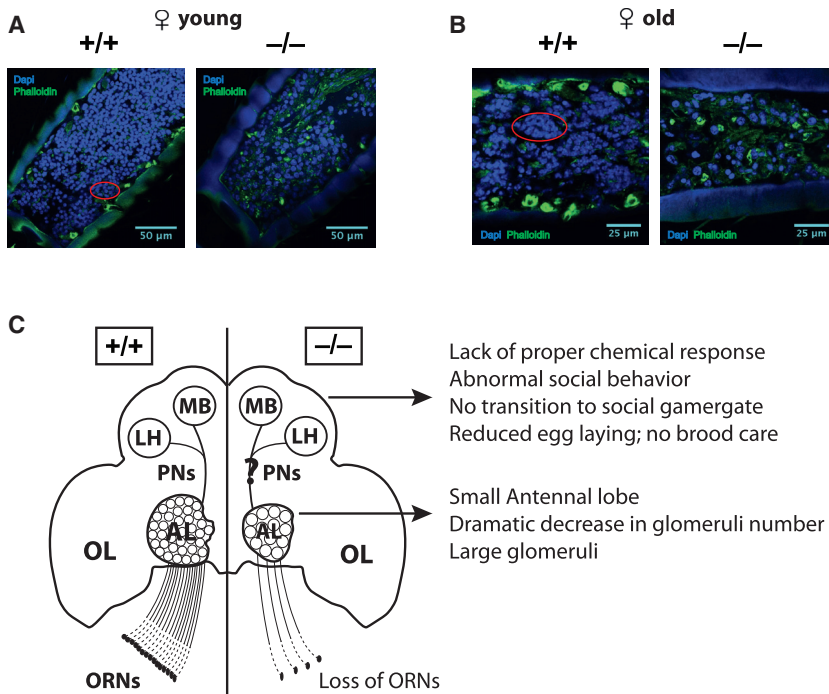 A
♀ young
+/+
–/–
Dapi
Phalloidin
50 µm
Dapi
Phalloidin
50 µm
B
♀ old
+/+
–/–
Dapi Phalloidin
25 µm
Dapi Phalloidin
25 µm
C
+/+
–/–
MB
MB
LH
LH
PNs
?
PNs
AL
AL
OL
OL
ORNs
Loss of ORNs
Lack of proper chemical response
Abnormal social behavior
No transition to social gamergate
Reduced egg laying; no brood care
Small Antennal lobe
Dramatic decrease in glomeruli number
Large glomeruli